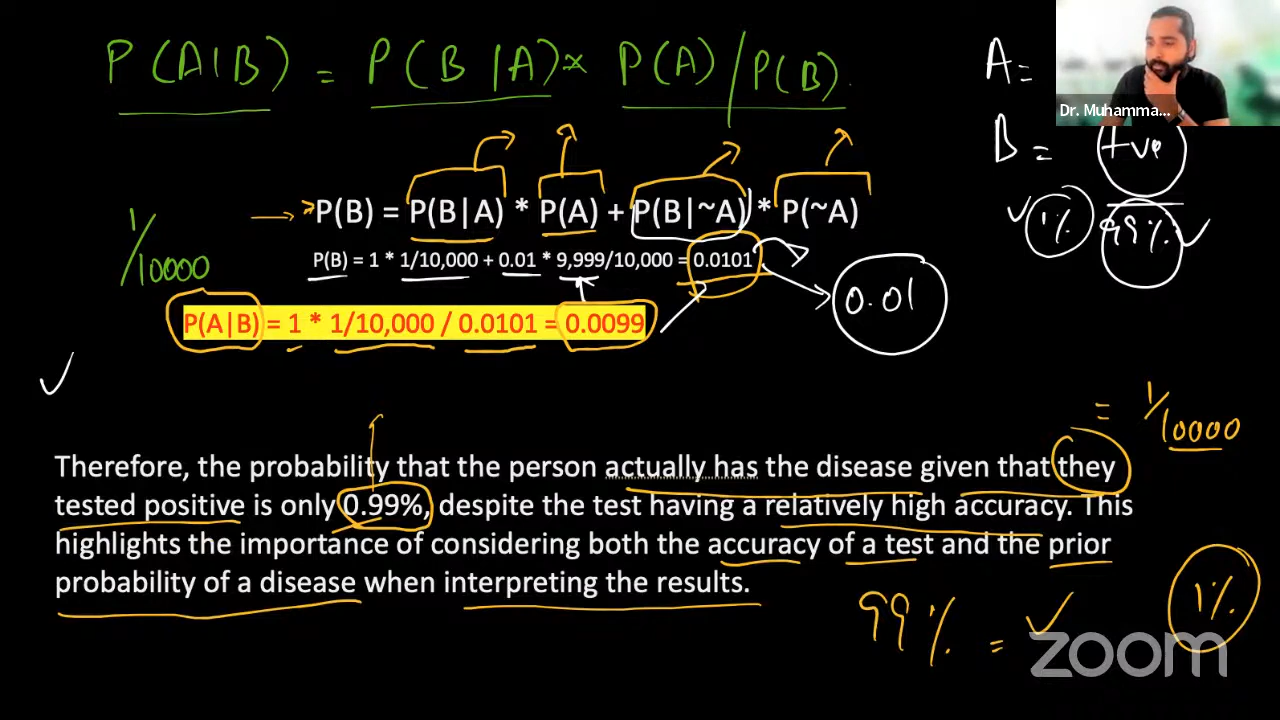 P(A|B) = P(B|A) × P(A)/P(B).
A=
Dr. Muhamma...
B = +ve
P(B) = P(B|A) * P(A) + P(B|~A) * P(~A)
1% 99%
1/10000
P(B) = 1 * 1/10,000 + 0.01 * 9,999/10,000 = 0.0101
0.01
P(A|B) = 1 * 1/10,000 / 0.0101 = 0.0099
= 1/10000
Therefore, the probability that the person actually has the disease given that they
tested positive is only 0.99%, despite the test having a relatively high accuracy. This
highlights the importance of considering both the accuracy of a test and the prior
probability of a disease when interpreting the results.
99% =
1%
zoom